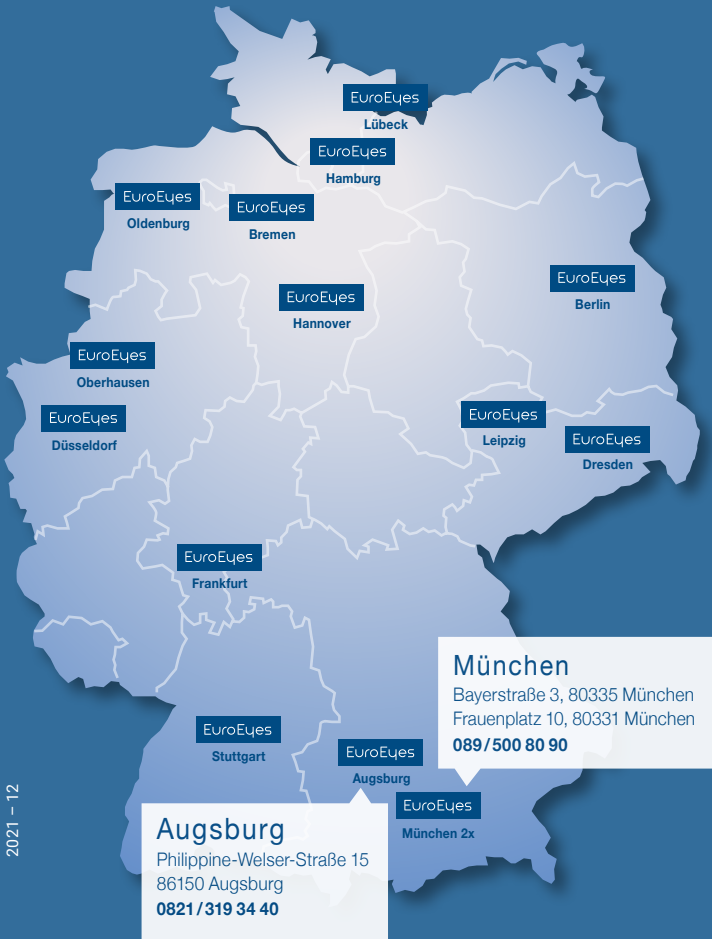 EuroEyes
Lübeck
EuroEyes
Hamburg
EuroEyes
Oldenburg
EuroEyes
Bremen
EuroEyes
Berlin
EuroEyes
Hannover
EuroEyes
Oberhausen
EuroEyes
Düsseldorf
EuroEyes
Leipzig
EuroEyes
Dresden
EuroEyes
Frankfurt
München
Bayerstraße 3, 80335 München
Frauenplatz 10, 80331 München
089/500 80 90
EuroEyes
Stuttgart
EuroEyes
Augsburg
EuroEyes
München 2x
Augsburg
Philippine-Welser-Straße 15
86150 Augsburg
0821/319 34 40
2021 – 12